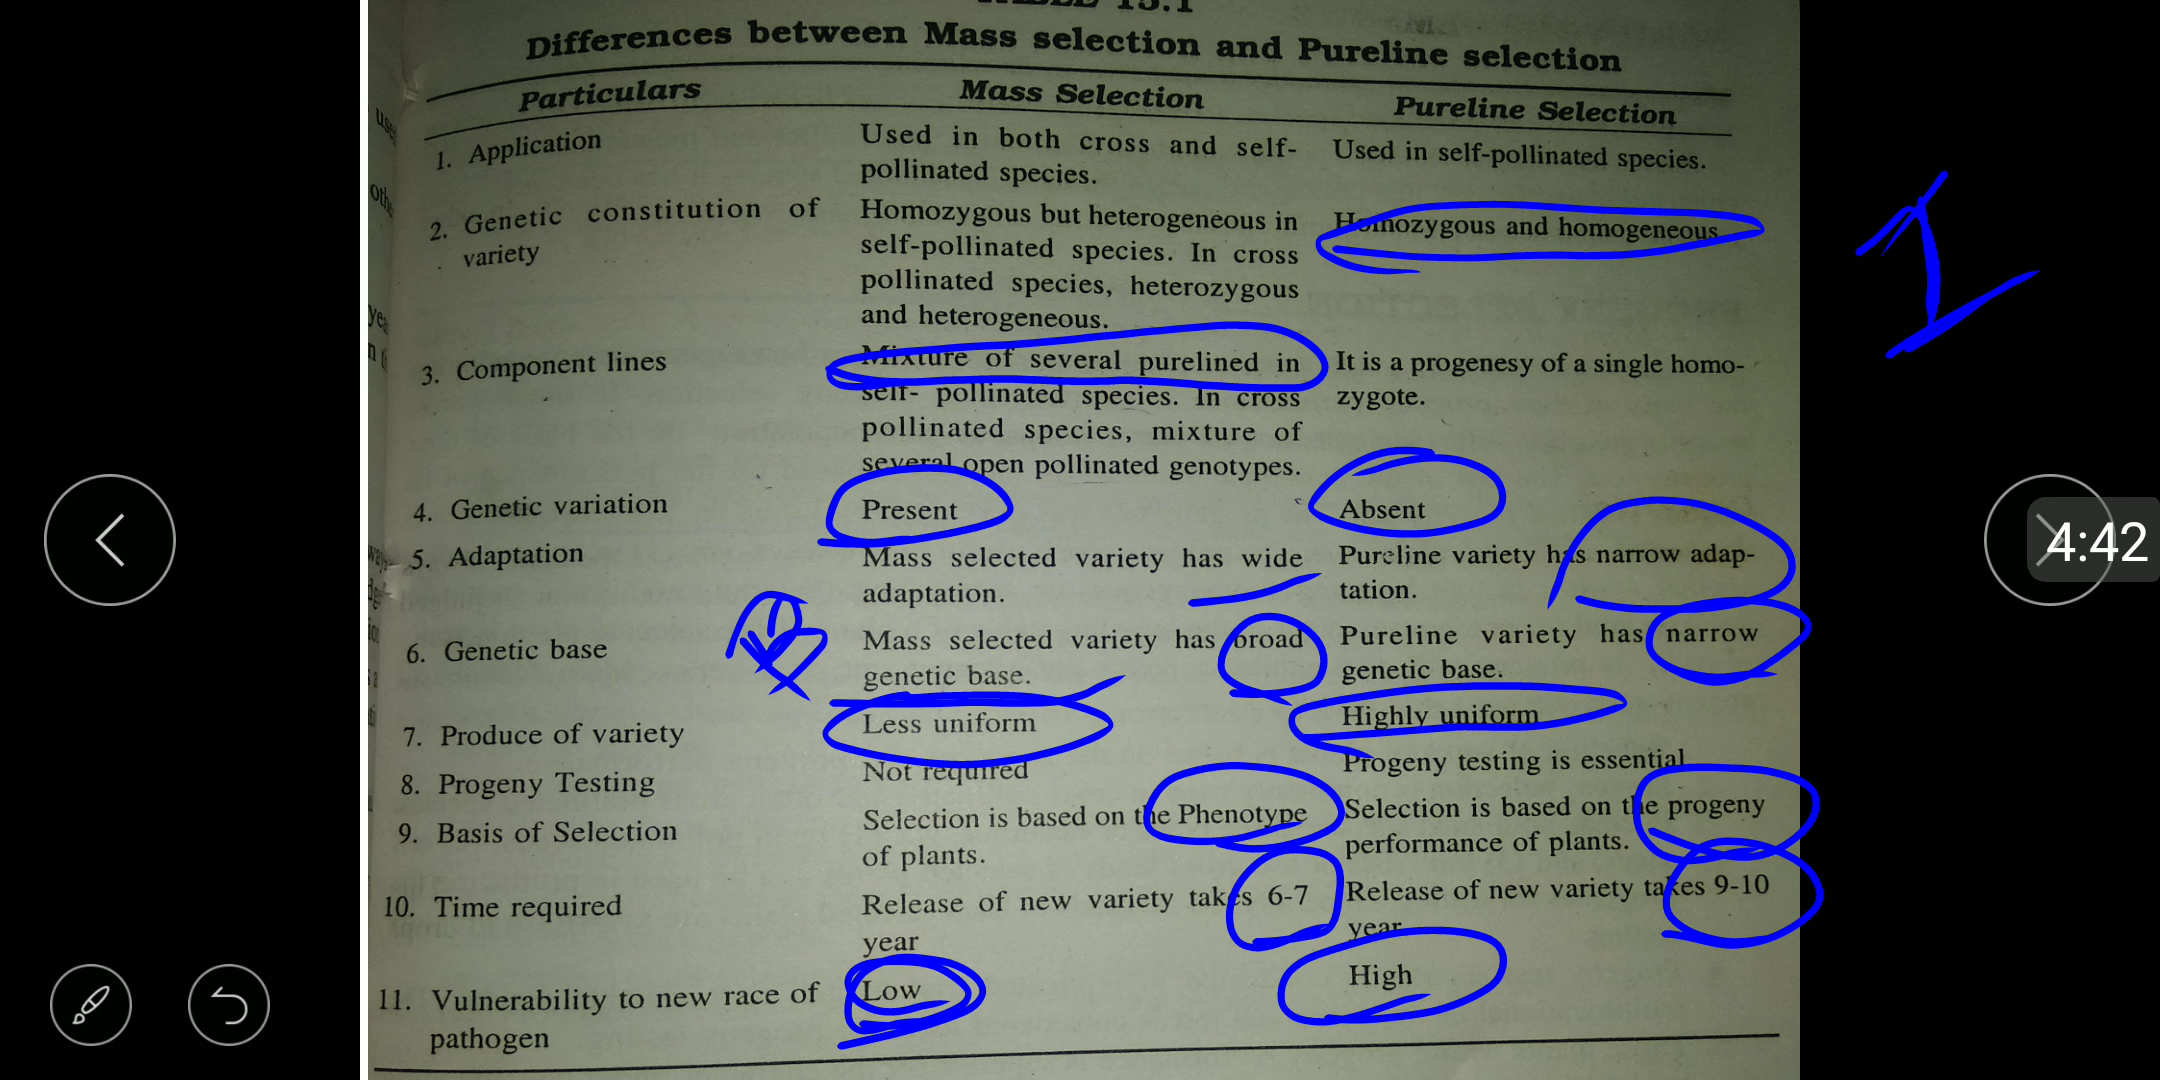 TABLE 15.1
Differences between Mass selection and Pureline selection
Particulars Mass Selection Pureline Selection
1. Application Used in both cross and self- Used in self-pollinated species.
pollinated species.
2. Genetic constitution of Homozygous but heterogeneous in Homozygous and homogeneous
variety self-pollinated species. In cross
pollinated species, heterozygous
and heterogeneous.
3. Component lines Mixture of several purelined in It is a progenesy of a single homo-
self- pollinated species. In cross zygote.
pollinated species, mixture of
several open pollinated genotypes.
4. Genetic variation Present Absent
5. Adaptation Mass selected variety has wide Pureline variety has narrow adap-
adaptation. tation.
6. Genetic base Mass selected variety has broad Pureline variety has narrow
genetic base. genetic base.
7. Produce of variety Less uniform Highly uniform
8. Progeny Testing Not required Progeny testing is essential
9. Basis of Selection Selection is based on the Phenotype Selection is based on the progeny
of plants. performance of plants.
10. Time required Release of new variety takes 6-7 Release of new variety takes 9-10
year year
11. Vulnerability to new race of Low High
pathogen
1
4:42